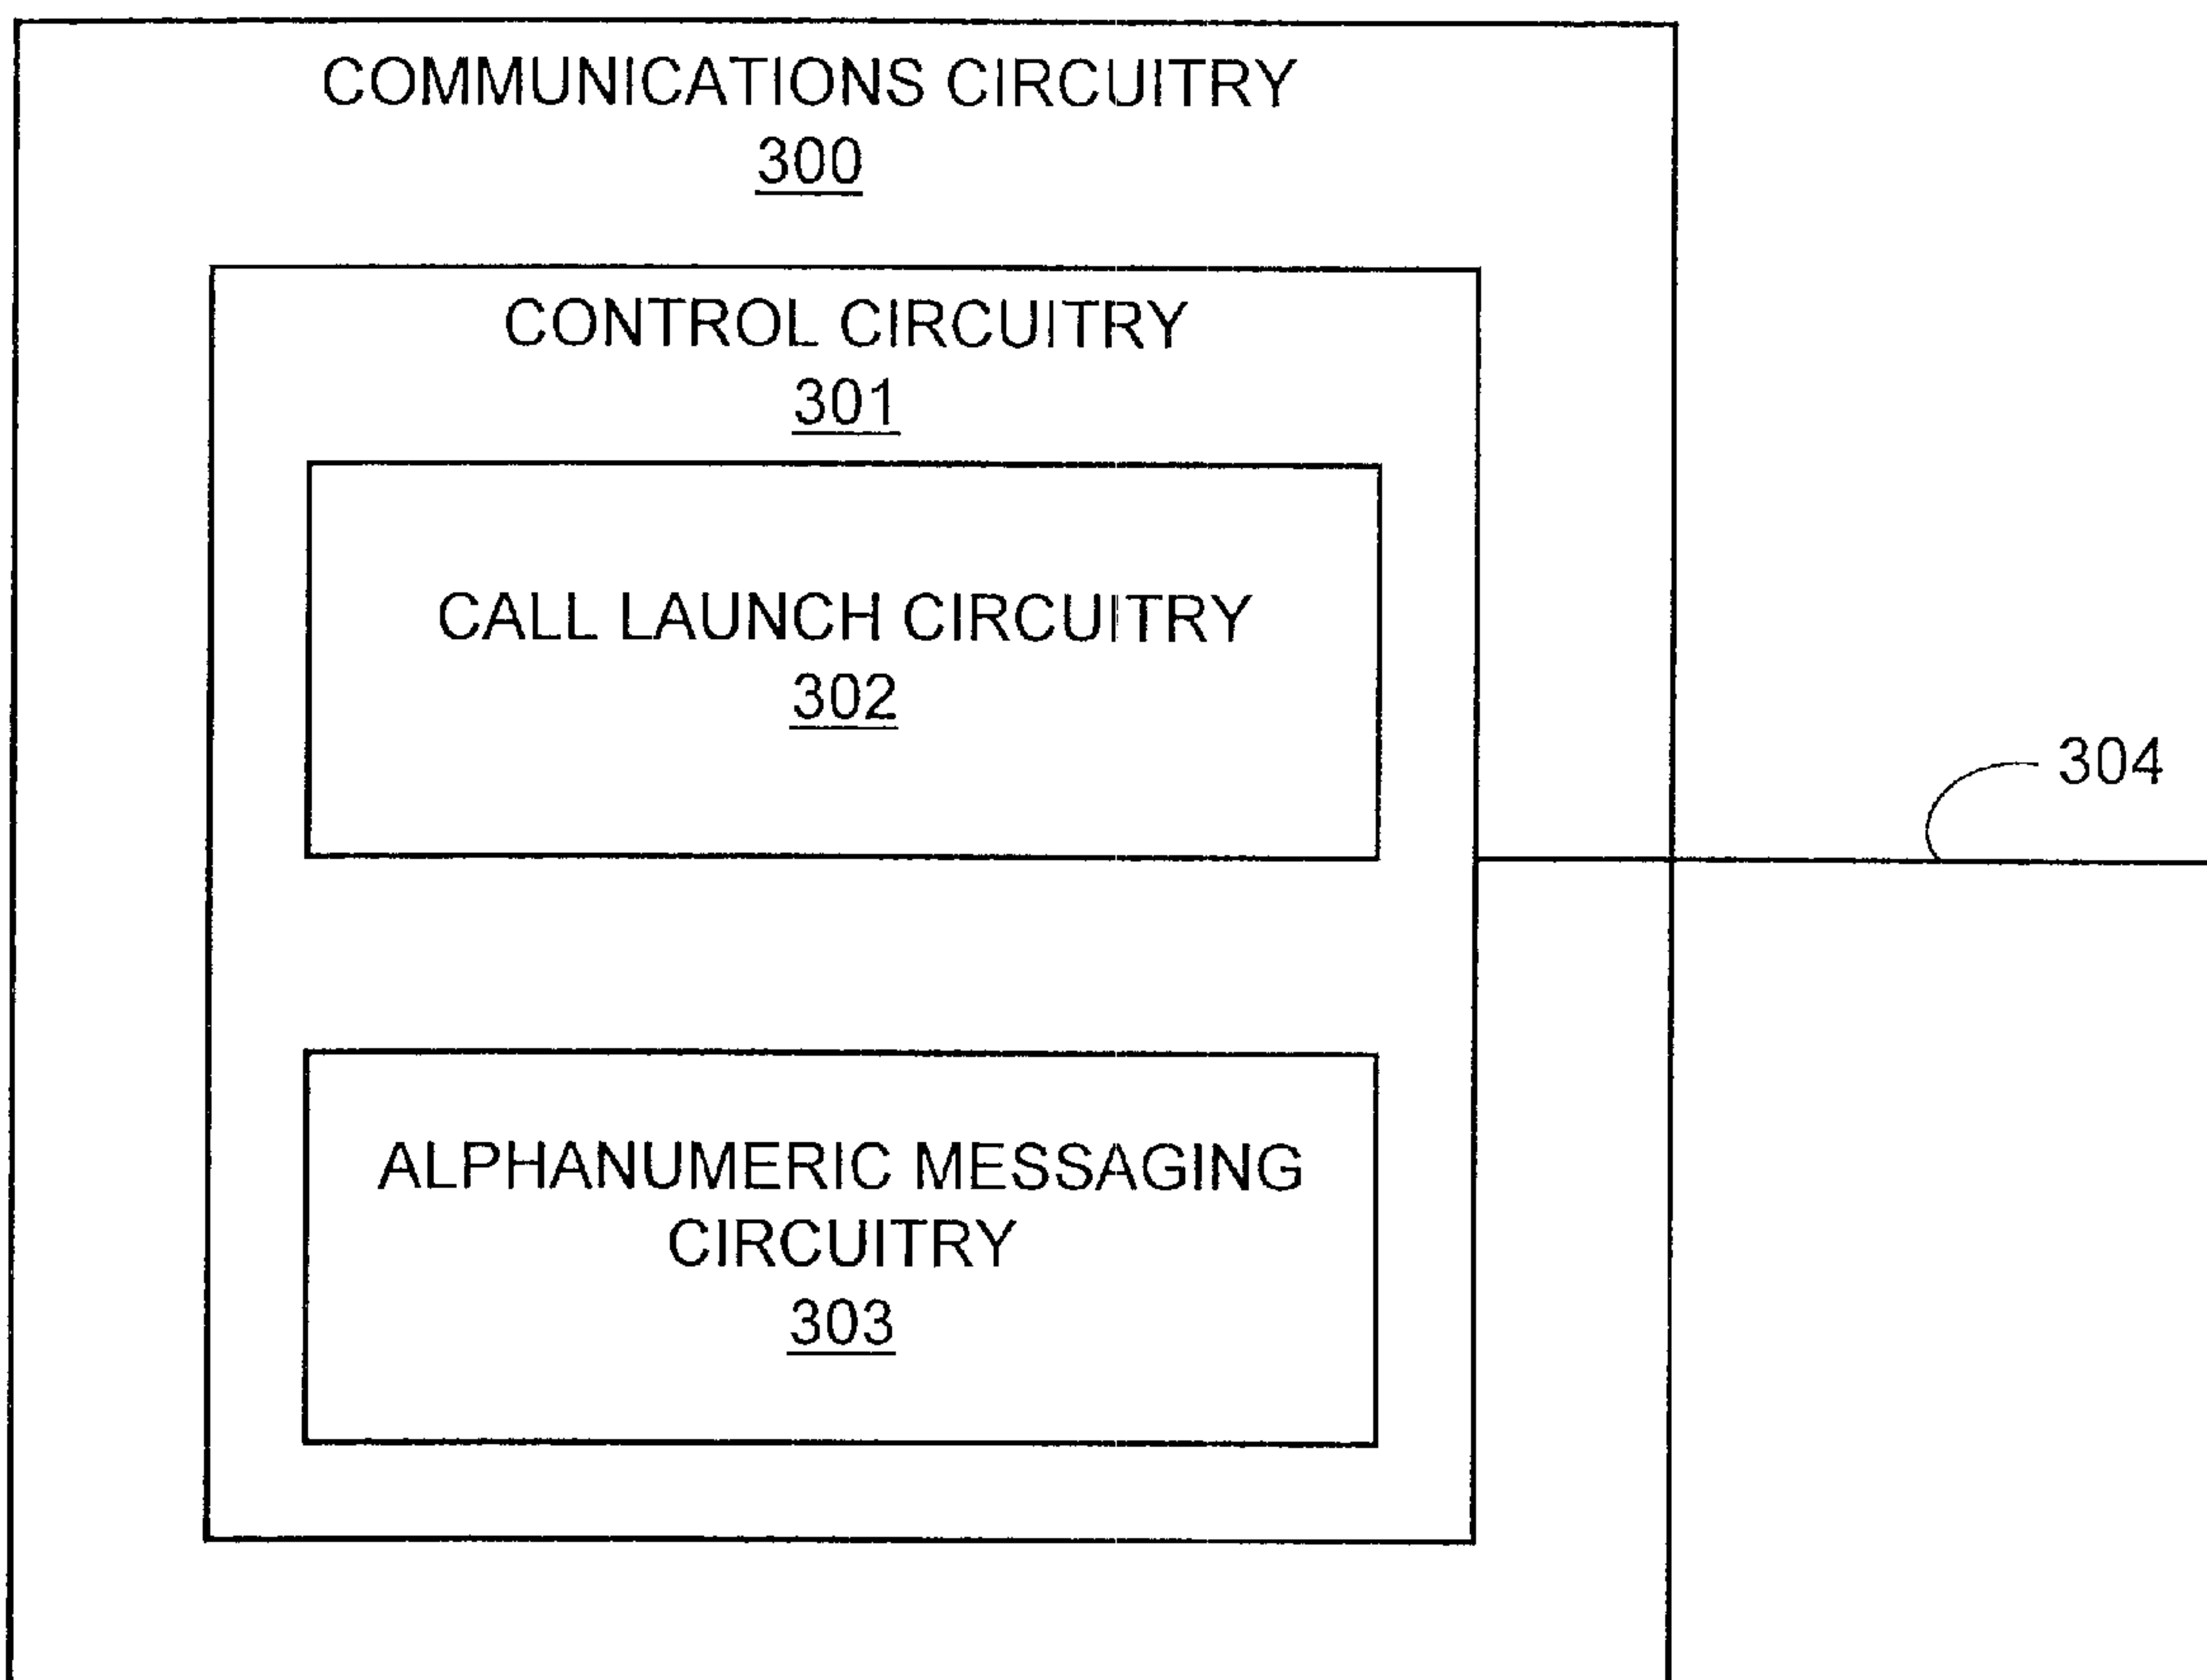 COMMUNICATIONS CIRCUITRY
300
CONTROL CIRCUITRY
301
CALL LAUNCH CIRCUITRY
302
304
ALPHANUMERIC MESSAGING
CIRCUITRY
303